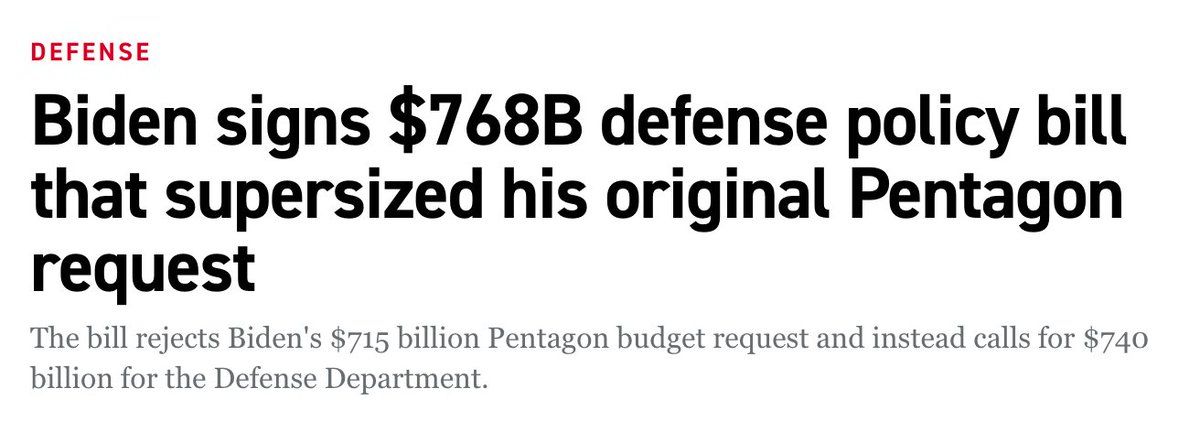 DEFENSE
Biden signs $768B defense policy bill
that supersized his original Pentagon
request
The bill rejects Biden's $715 billion Pentagon budget request and instead calls for $740
billion for the Defense Department.